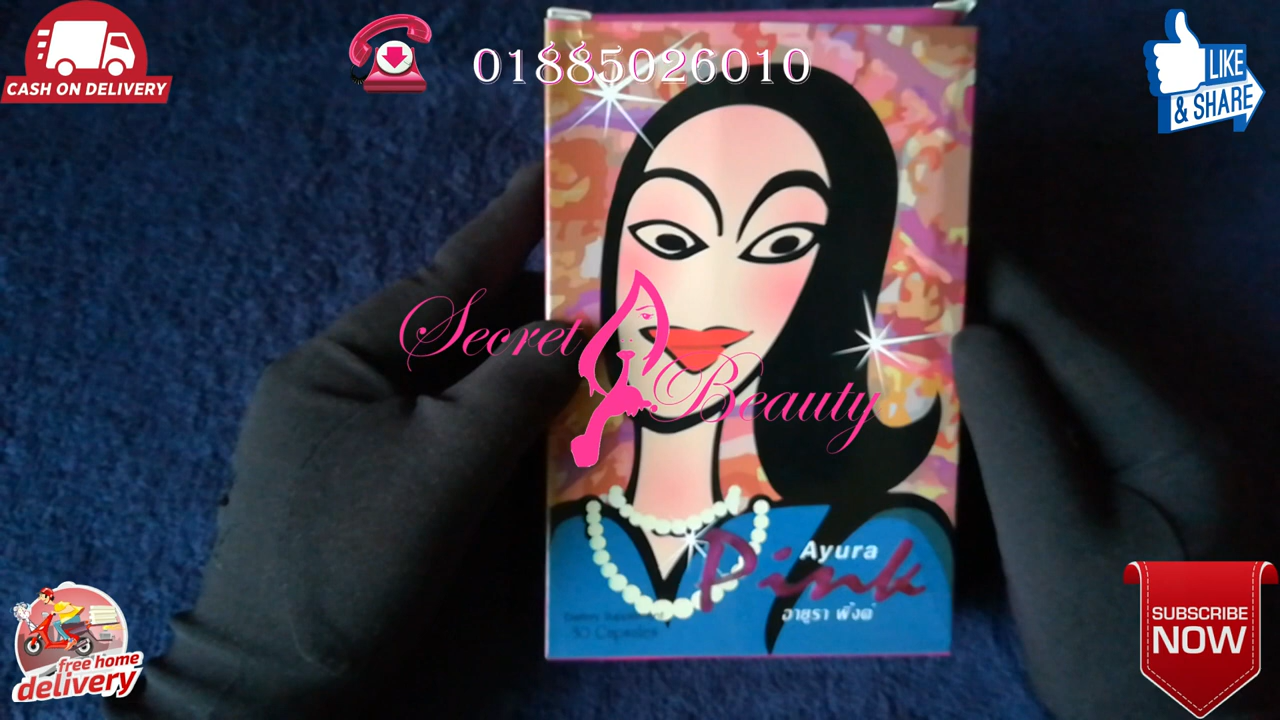 CASH ON DELIVERY
01885026010
LIKE
& SHARE
Secret
Beauty
Ayura
Pink
อายุรา พิ้งค์
30 Capsules
free home
delivery
SUBSCRIBE
NOW